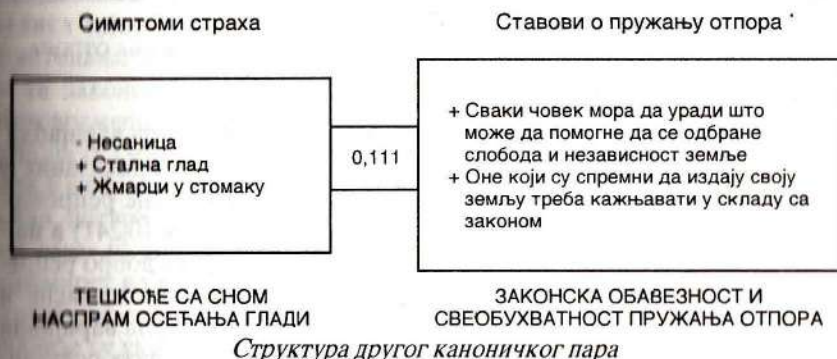 Симптоми страха
Ставови о пружању отпора
- Несаница
+ Стална глад
+ Жмарци у стомаку
0,111
+ Сваки човек мора да уради што
може да помогне да се одбране
слобода и независност земље
+ Оне који су спремни да издају своју
земљу треба кажњавати у складу са
законом
ТЕШКОЋЕ СА СНОМ
НАСПРАМ ОСЕЋАЊА ГЛАДИ
ЗАКОНСКА ОБАВЕЗНОСТ И
СВЕОБУХВАТНОСТ ПРУЖАЊА ОТПОРА
Структура другог каноничког пара